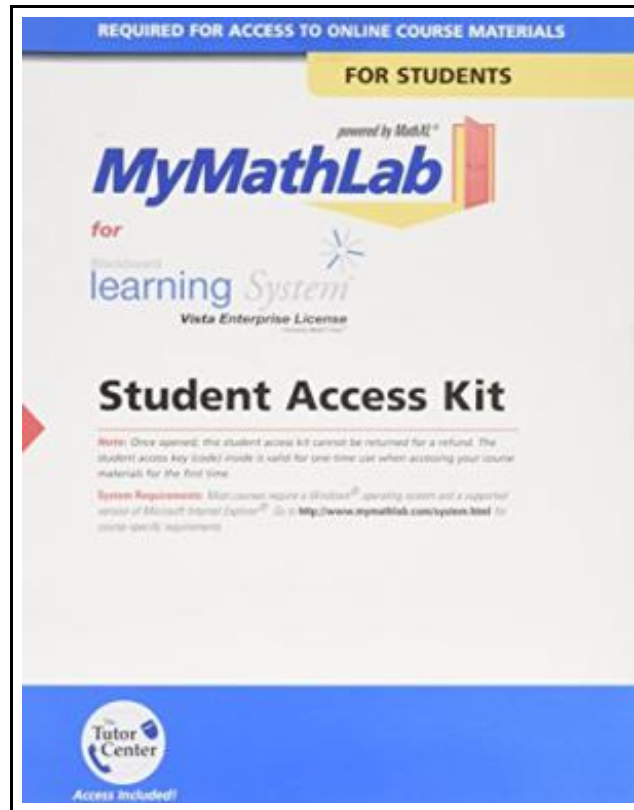 REQUIRED FOR ACCESS TO ONLINE COURSE MATERIALS
FOR STUDENTS
powered by MathXL®
MyMathLab
for
Blackboard
learning System
Vista Enterprise License
Student Access Kit
Note: Once opened, this student access kit cannot be returned for a refund. The
student access key (code) inside is valid for one-time use when accessing your course
materials for the first time.
System Requirements: Most courses require a Windows® operating system and a supported
version of Microsoft Internet Explorer®. Go to http://www.mymathlab.com/system.html for
course-specific requirements.
The
Tutor
Center
Access Included!